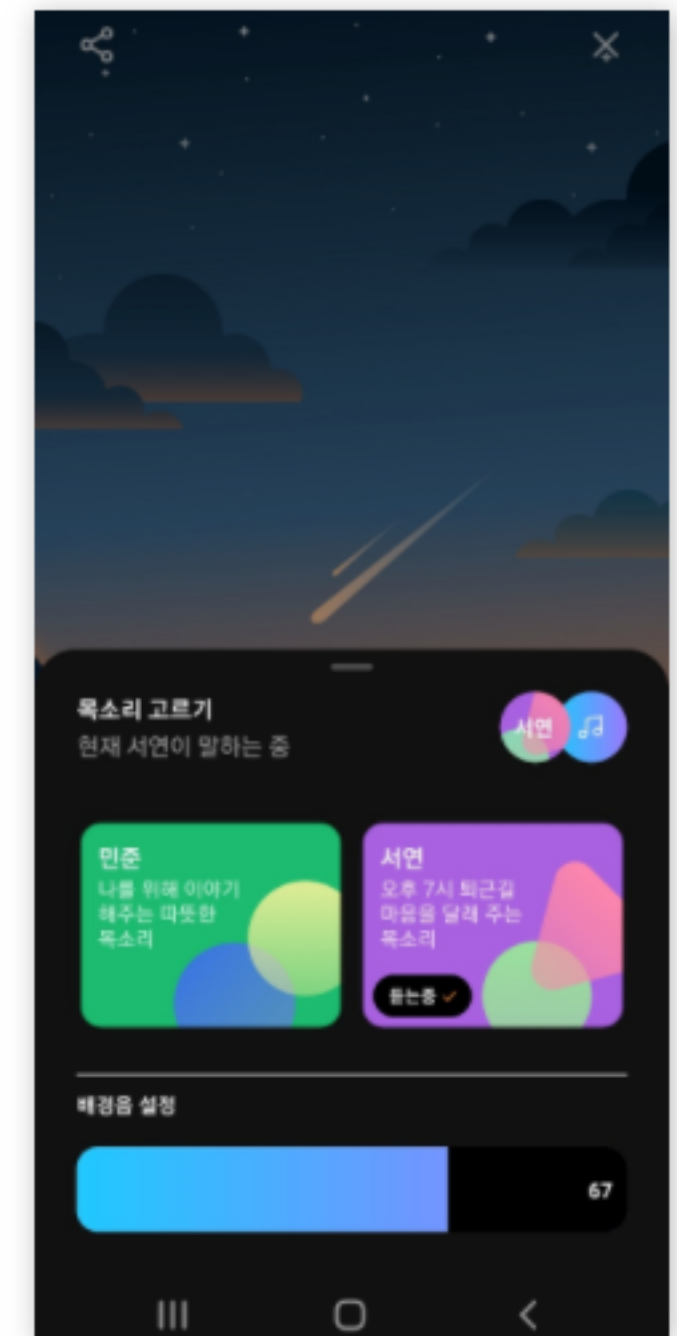 목소리 고르기
현재 서연이 말하는 중
서연
민준
나를 위해 이야기
해주는 따뜻한
목소리
서연
오후 7시 퇴근길
마음을 달래 주는
목소리
듣는중
배경음 설정
67